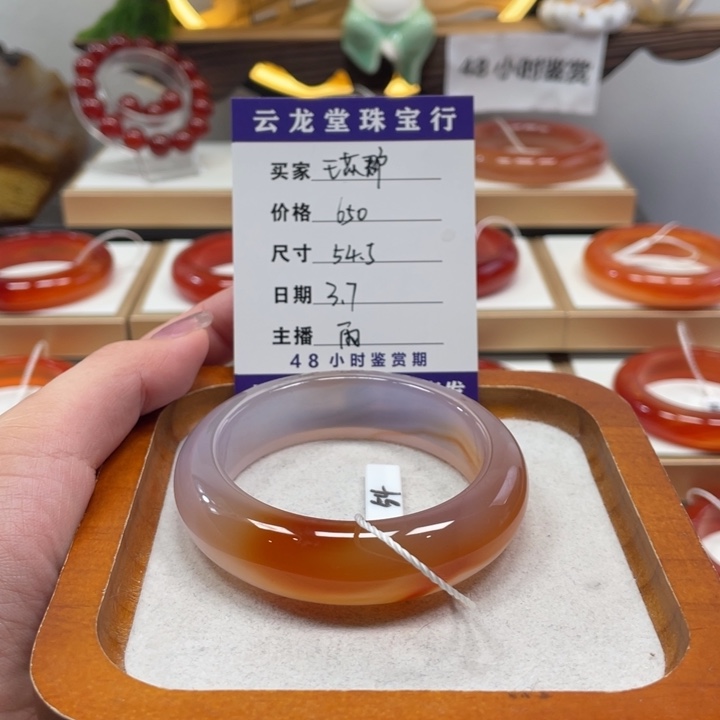 48小时鉴赏
云龙堂珠宝行
买家
价格 650
尺寸 54.5
日期 3.7
主播 雨
48小时鉴赏期
54